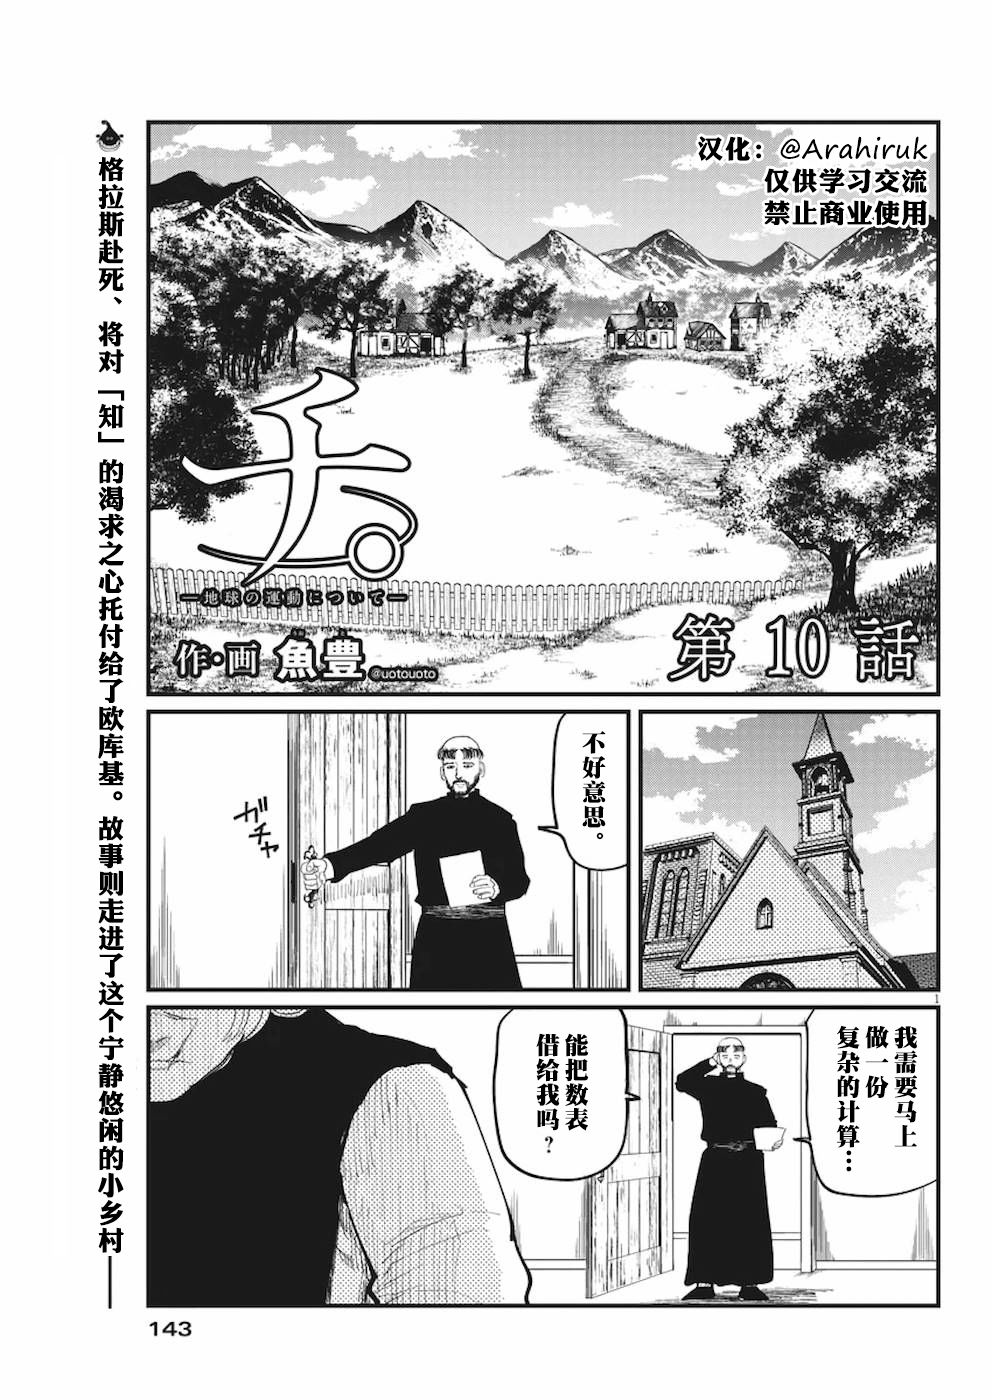 汉化：@Arahiruk
仅供学习交流
禁止商业使用
格拉斯赴死、将对「知」的渴求之心托付给了欧库基。故事则走进了这个宁静悠闲的小乡村——
チ。
—地球の運動について—
作・画 魚豊 @uotouoto
第10話
1
不好意思。
ガチャ
我需要马上
做一份
复杂的计算…
能把数表
借给我吗？
143